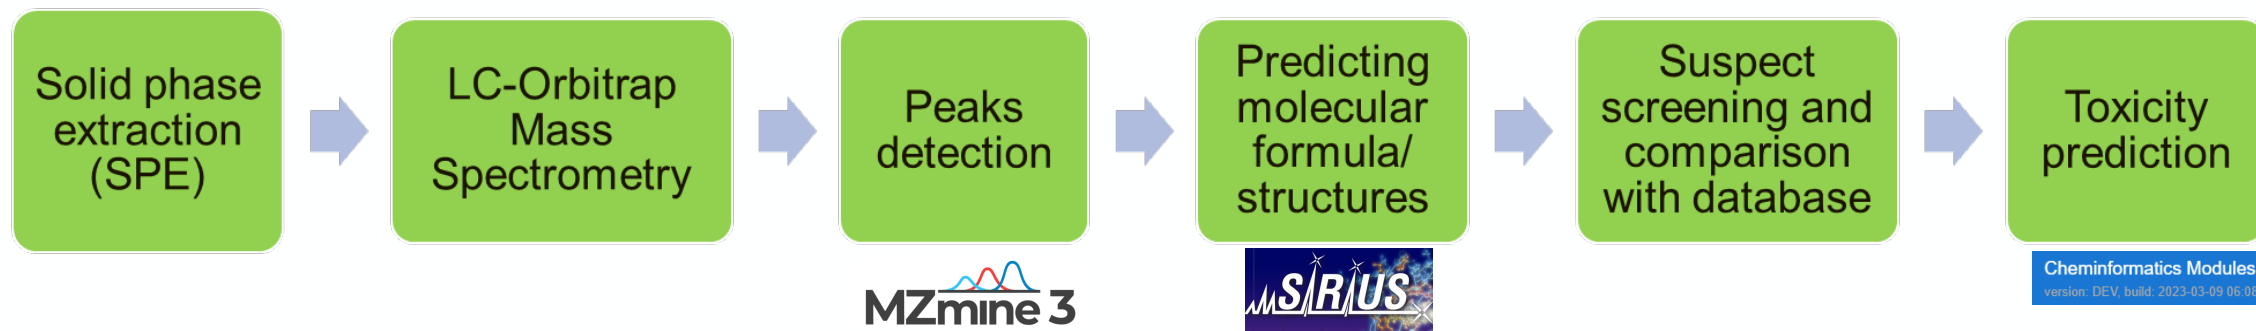 Solid phase
extraction
(SPE)
LC-Orbitrap
Mass
Spectrometry
Peaks
detection
Predicting
molecular
formula/
structures
Suspect
screening and
comparison
with database
Toxicity
prediction
MZmine 3
SIRIUS
Cheminformatics Modules
version: DEV, build: 2023-03-09 06:08